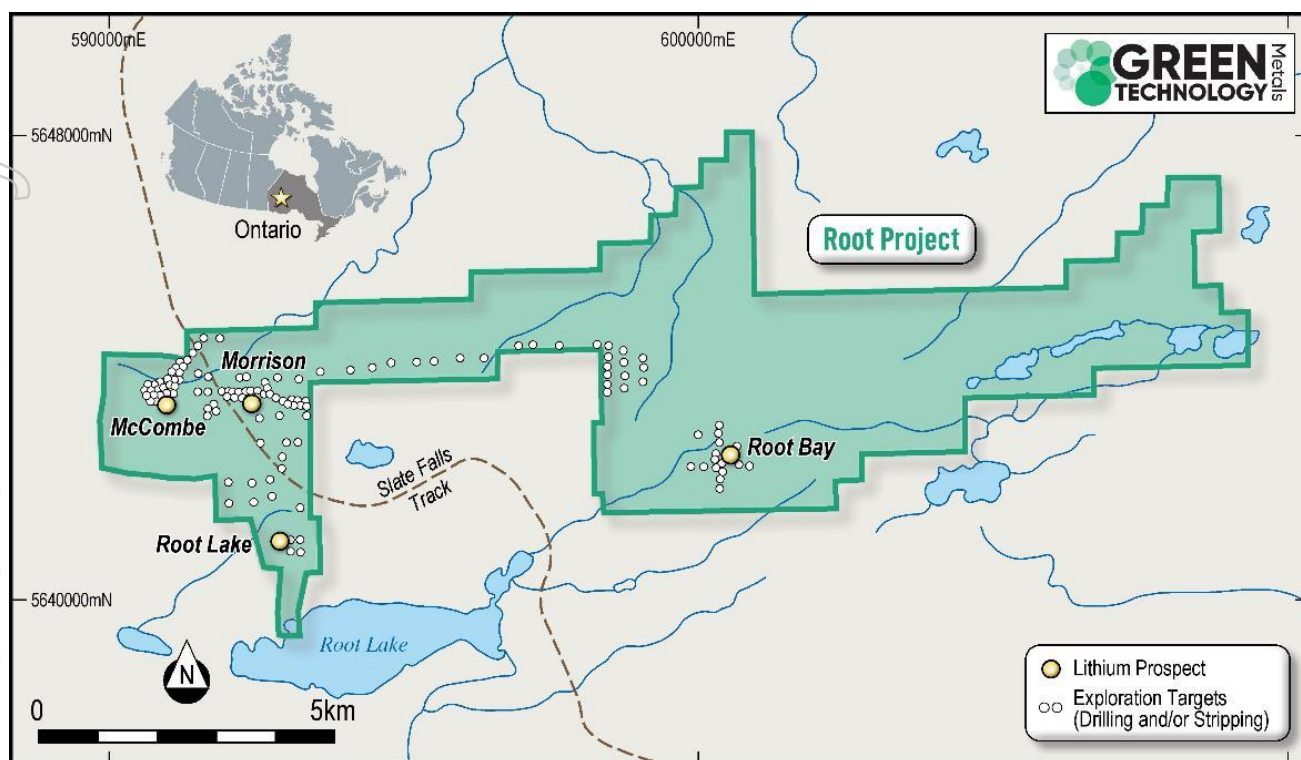 590000mE
600000mE
GREEN
TECHNOLOGY
Metals
5648000mN
Ontario
Root Project
Morrison
McCombe
Root Bay
Slate Falls
Track
Root Lake
5640000mN
Root Lake
N
0
5km
Lithium Prospect
Exploration Targets
(Drilling and/or Stripping)